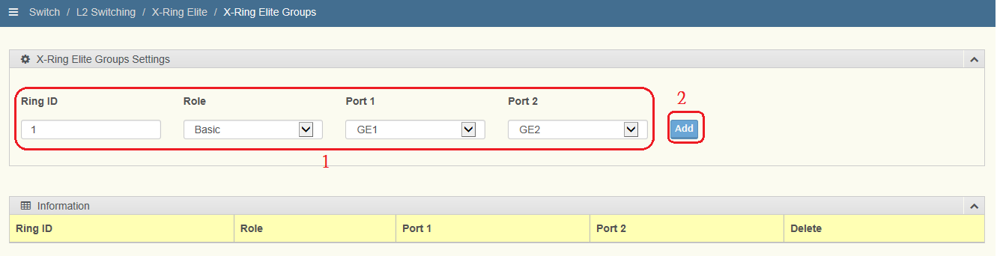 Switch / L2 Switching / X-Ring Elite / X-Ring Elite Groups
X-Ring Elite Groups Settings
Ring ID Role Port 1 Port 2 2
1 Basic GE1 GE2 Add
1
Information
Ring ID Role Port 1 Port 2 Delete